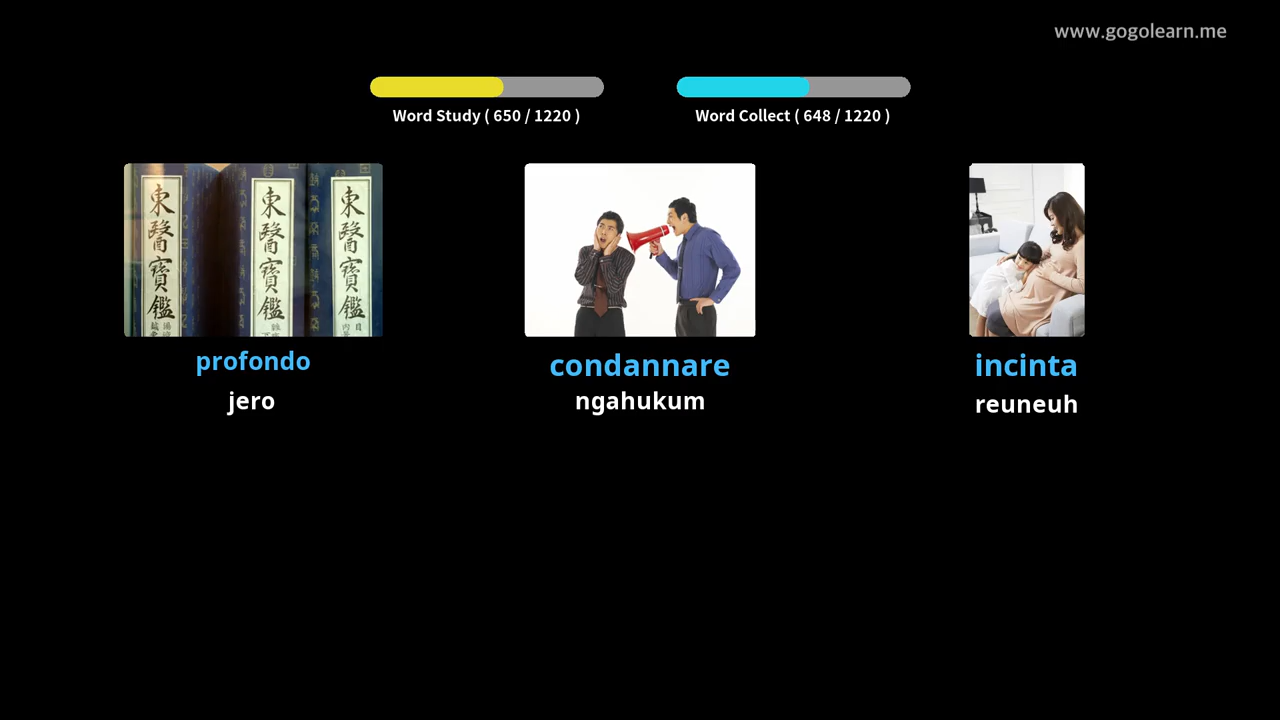 www.gogolearn.me
Word Study ( 650 / 1220 )
Word Collect ( 648 / 1220 )
東醫寶鑑
東醫寶鑑
東醫寶鑑
profondo
jero
condannare
ngahukum
incinta
reuneuh